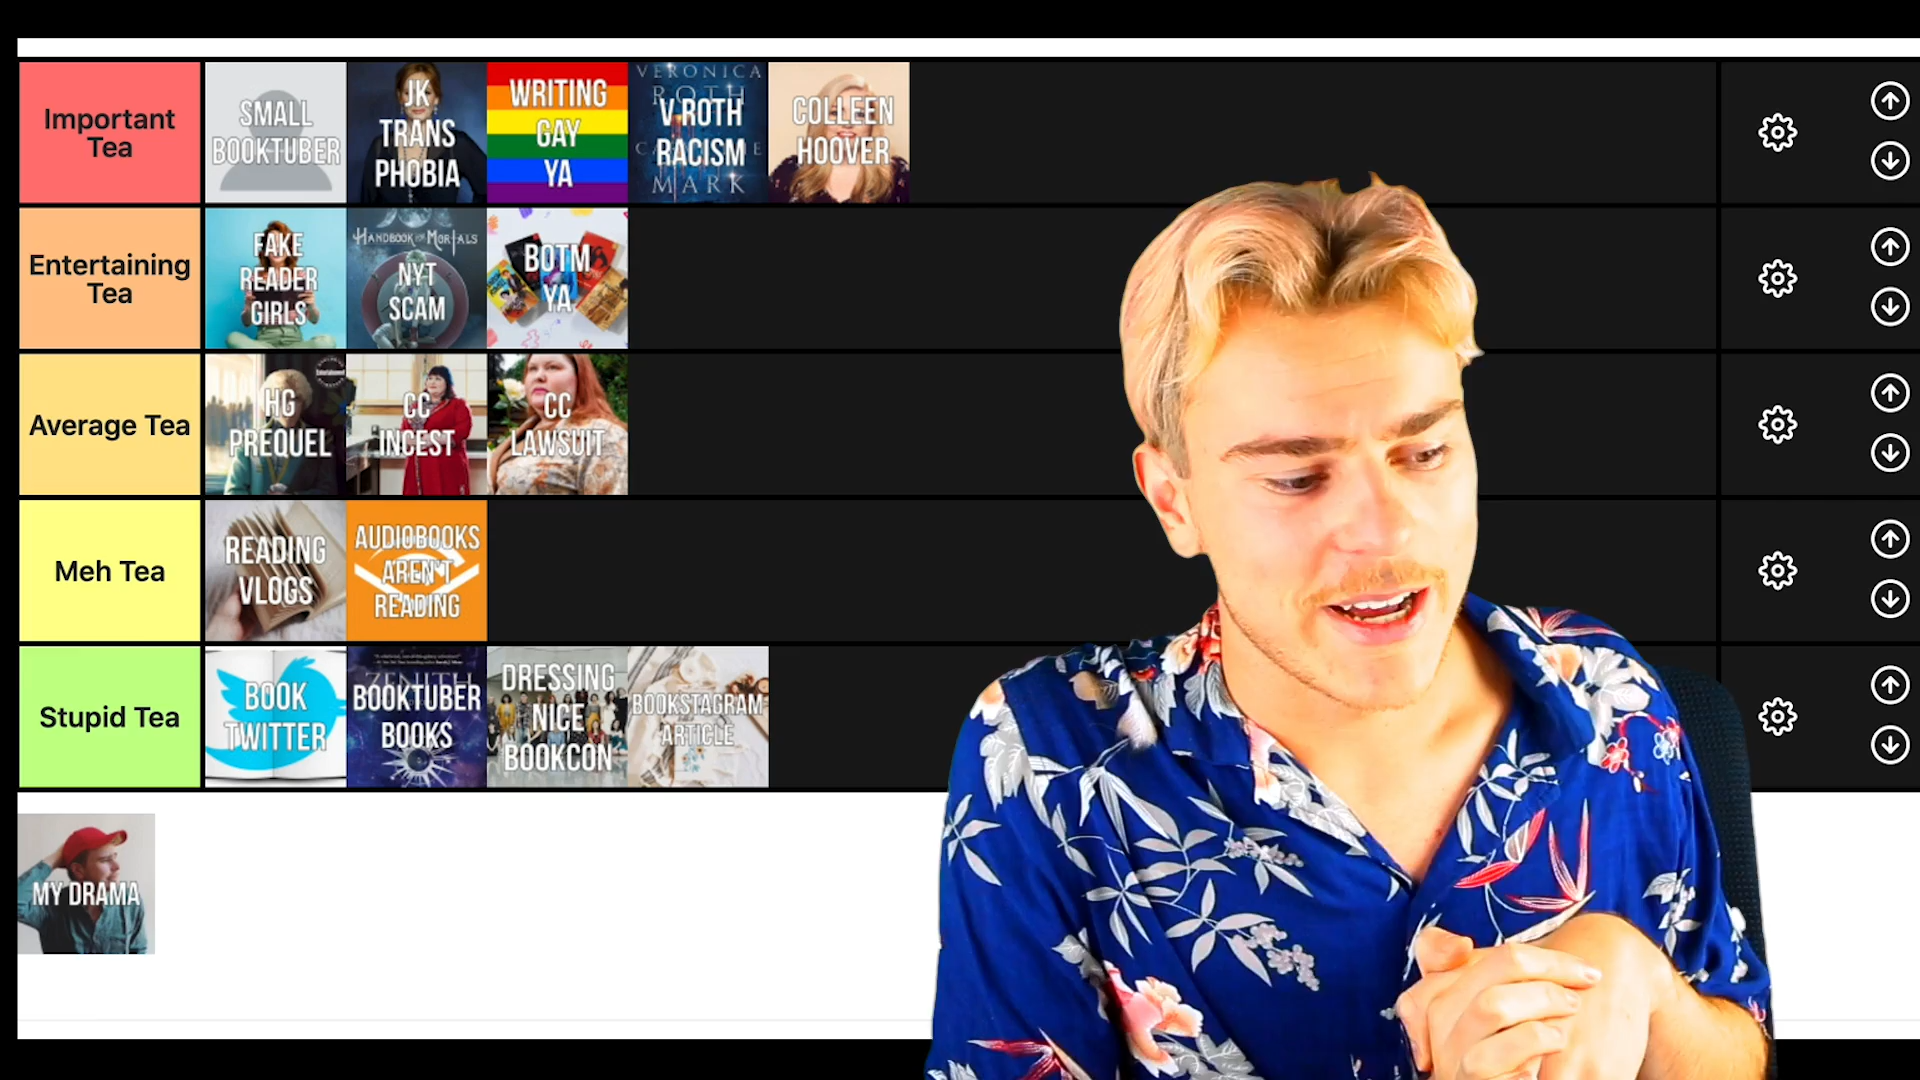 Important
Tea
SMALL
BOOKTUBER
JK
TRANS
PHOBIA
WRITING
GAY
YA
VERONICA
ROTH
V.ROTH
RACISM
MARK
COLLEEN
HOOVER
Entertaining
Tea
FAKE
READER
GIRLS
HANDBOOK FOR MORTALS
NYT
SCAM
BOTM
YA
Average Tea
HG
PREQUEL
CC
INCEST
CC
LAWSUIT
Meh Tea
READING
VLOGS
AUDIOBOOKS
AREN'T
READING
Stupid Tea
BOOK
TWITTER
ZENITH
BOOKTUBER
BOOKS
DRESSING
NICE
BOOKCON
BOOKSTAGRAM
ARTICLE
MY DRAMA